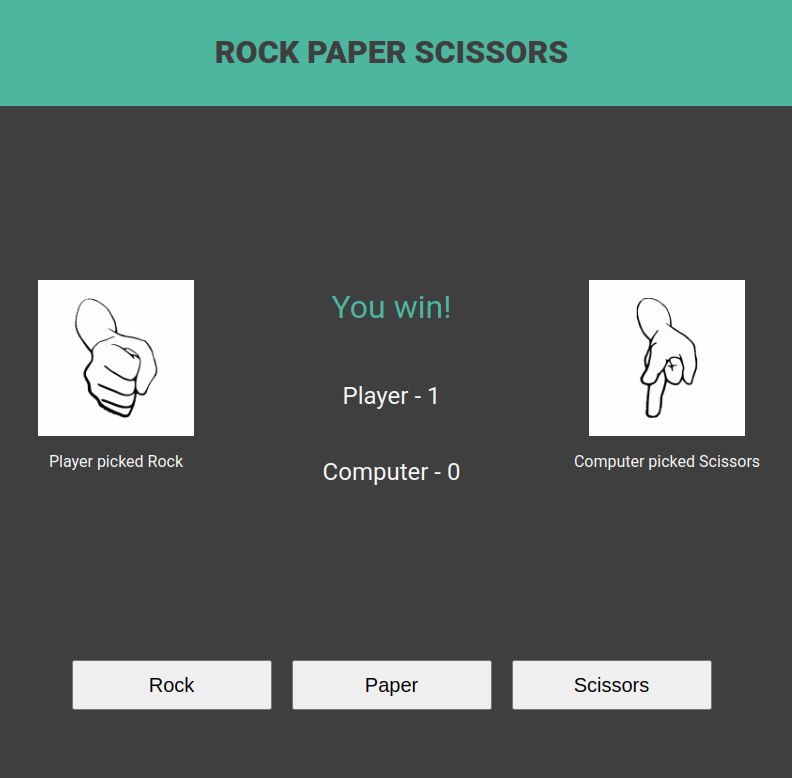 ROCK PAPER SCISSORS
You win!
Player - 1
Computer - 0
Player picked Rock
Computer picked Scissors
Rock
Paper
Scissors